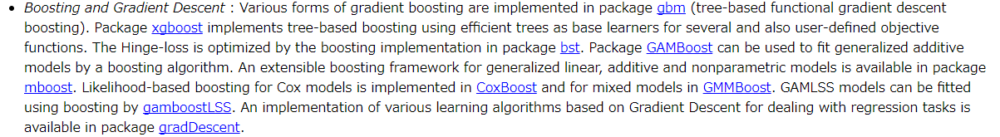 • Boosting and Gradient Descent : Various forms of gradient boosting are implemented in package gbm (tree-based functional gradient descent
boosting). Package xgboost implements tree-based boosting using efficient trees as base learners for several and also user-defined objective
functions. The Hinge-loss is optimized by the boosting implementation in package bst. Package GAMBoost can be used to fit generalized additive
models by a boosting algorithm. An extensible boosting framework for generalized linear, additive and nonparametric models is available in package
mboost. Likelihood-based boosting for Cox models is implemented in CoxBoost and for mixed models in GMMBoost. GAMLSS models can be fitted
using boosting by gamboostLSS. An implementation of various learning algorithms based on Gradient Descent for dealing with regression tasks is
available in package gradDescent.